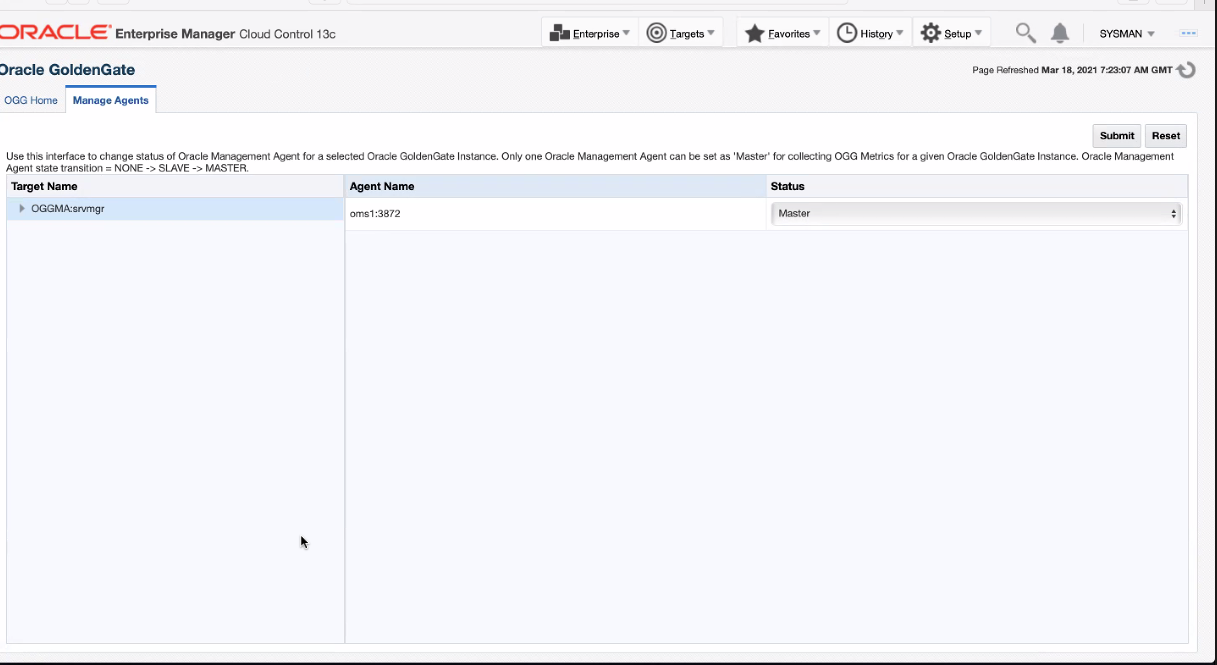 ORACLE Enterprise Manager Cloud Control 13c Enterprise Targets Favorites History Setup SYSMAN
Oracle GoldenGate
Page Refreshed Mar 18, 2021 7:23:07 AM GMT
OGG Home Manage Agents
Submit Reset
Use this interface to change status of Oracle Management Agent for a selected Oracle GoldenGate Instance. Only one Oracle Management Agent can be set as 'Master' for collecting OGG Metrics for a given Oracle GoldenGate Instance. Oracle Management
Agent state transition = NONE -> SLAVE -> MASTER.
Target Name Agent Name Status
OGGMA:srvmgr oms1:3872 Master